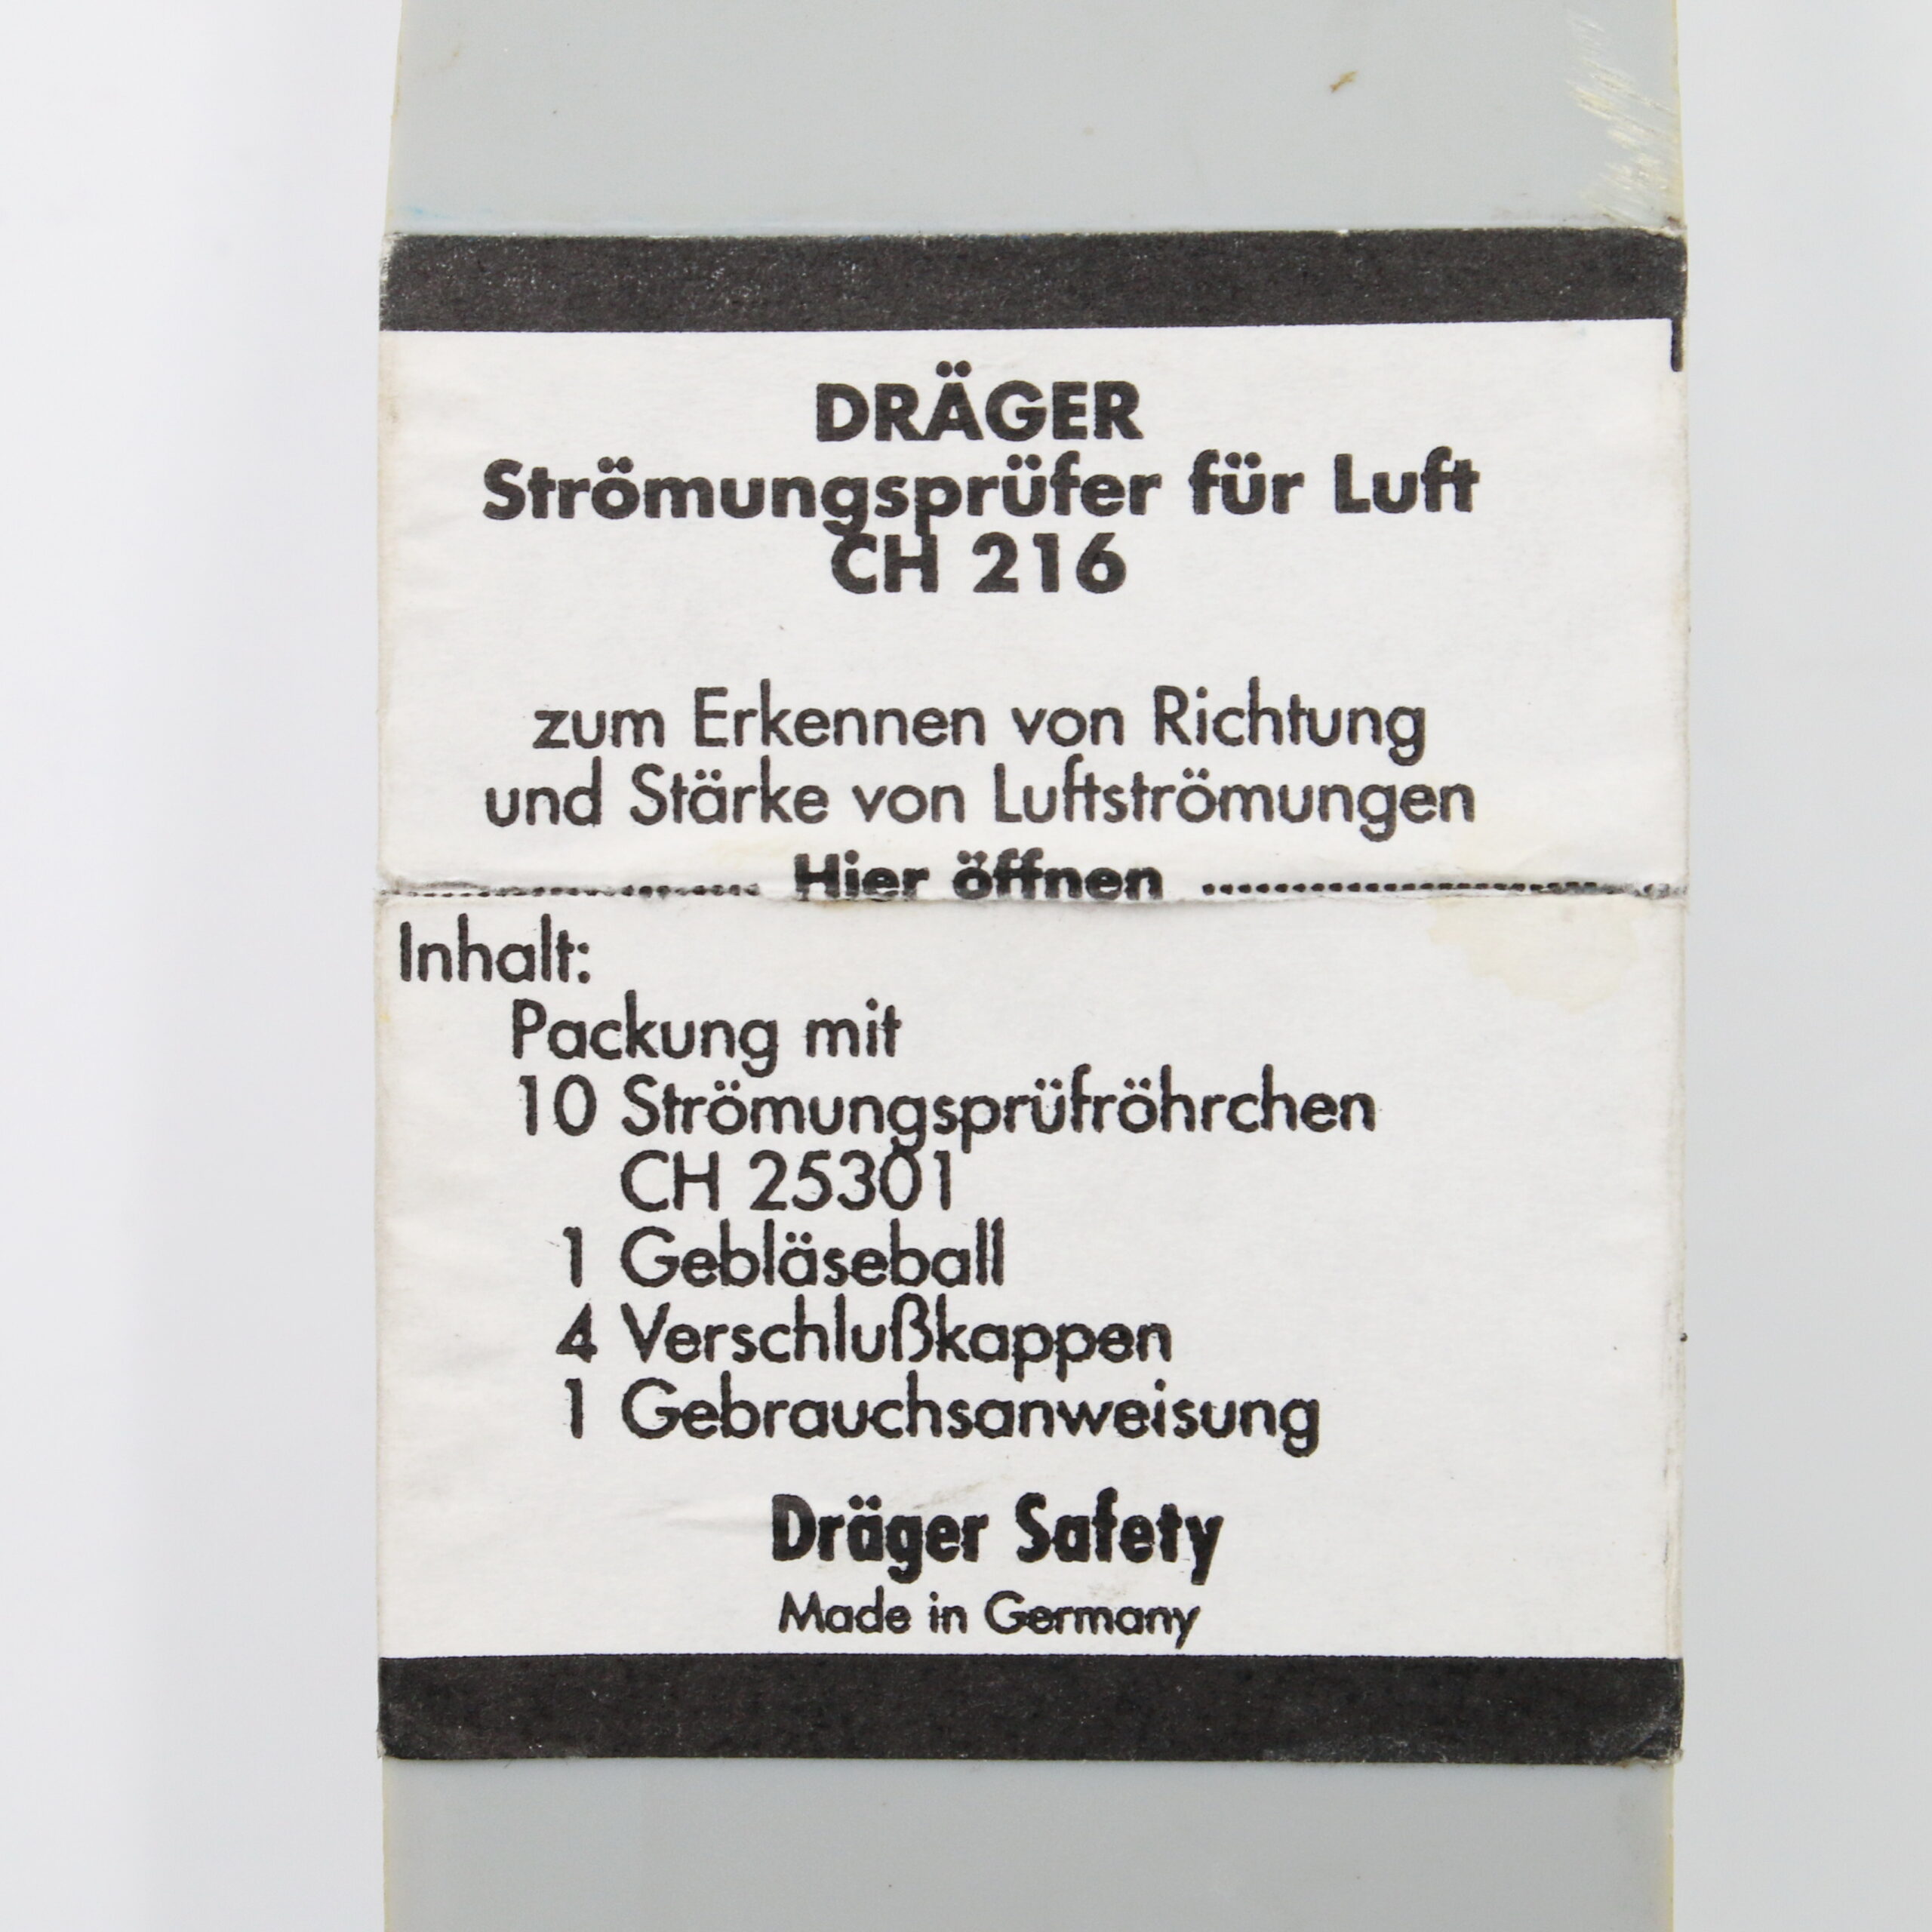 DRÄGER
Strömungsprüfer für Luft
CH 216
zum Erkennen von Richtung
und Stärke von Luftströmungen
Hier öffnen
Inhalt:
Packung mit
10 Strömungsprüfröhrchen
CH 25301
1 Gebläseball
4 Verschlußkappen
1 Gebrauchsanweisung
Dräger Safety
Made in Germany